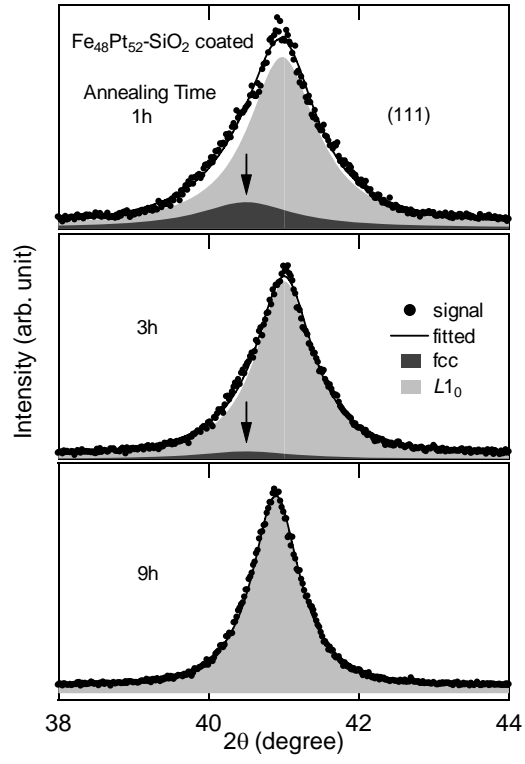 Fe₄₈Pt₅₂-SiO₂ coated
Annealing Time
1h
(111)
3h
signal
fitted
fcc
L1₀
9h
Intensity (arb. unit)
38 40 42 44
2θ (degree)